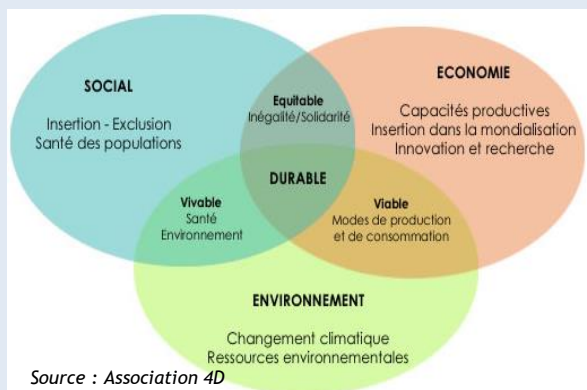 SOCIAL
Insertion - Exclusion
Santé des populations
ECONOMIE
Capacités productives
Insertion dans la mondialisation
Innovation et recherche
Equitable
Inégalité/Solidarité
DURABLE
Vivable
Santé
Environnement
Viable
Modes de production
et de consommation
ENVIRONNEMENT
Changement climatique
Ressources environnementales
Source : Association 4D